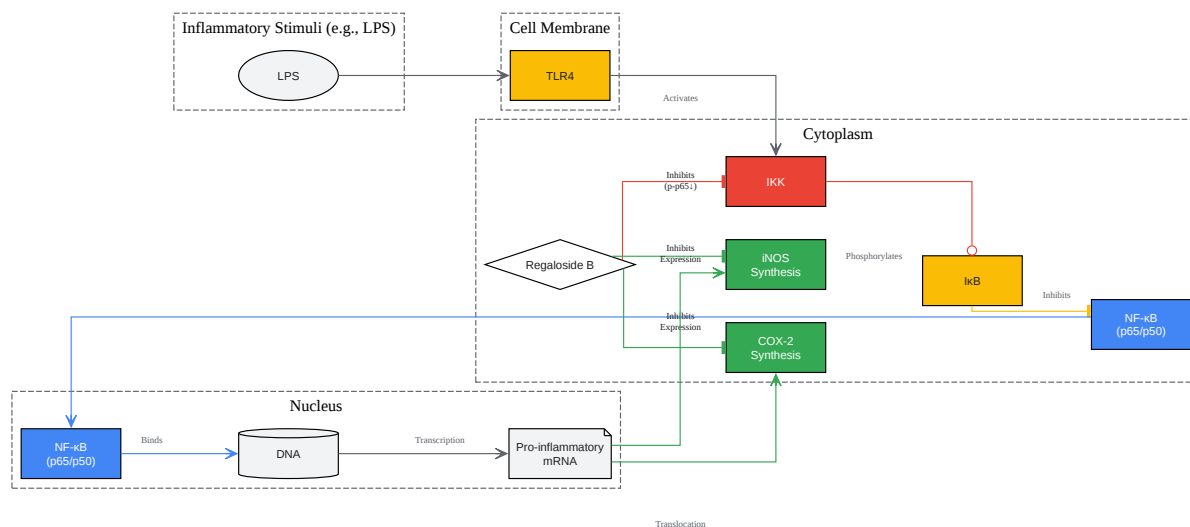 Inflammatory Stimuli (e.g., LPS)
Cell Membrane
LPS
TLR4
Activates
Cytoplasm
Inhibits
(p-p65↓)
IKK
Inhibits
Expression
iNOS
Synthesis
Phosphorylates
Regaloside B
IκB
Inhibits
Inhibits
Expression
NF-κB
(p65/p50)
COX-2
Synthesis
Nucleus
NF-κB
(p65/p50)
Binds
DNA
Transcription
Pro-inflammatory
mRNA
Translocation